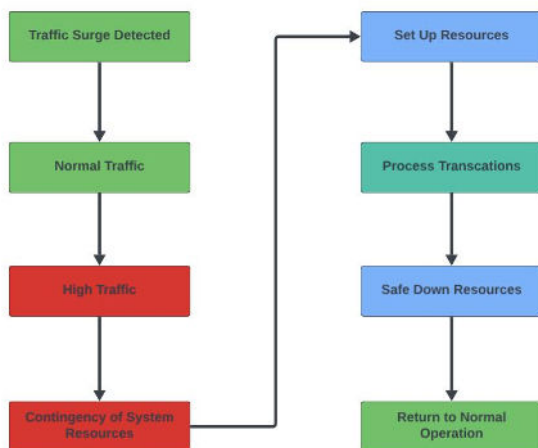 Traffic Surge Detected
Normal Traffic
High Traffic
Contingency of System
Resources
Set Up Resources
Process Transcations
Safe Down Resources
Return to Normal
Operation